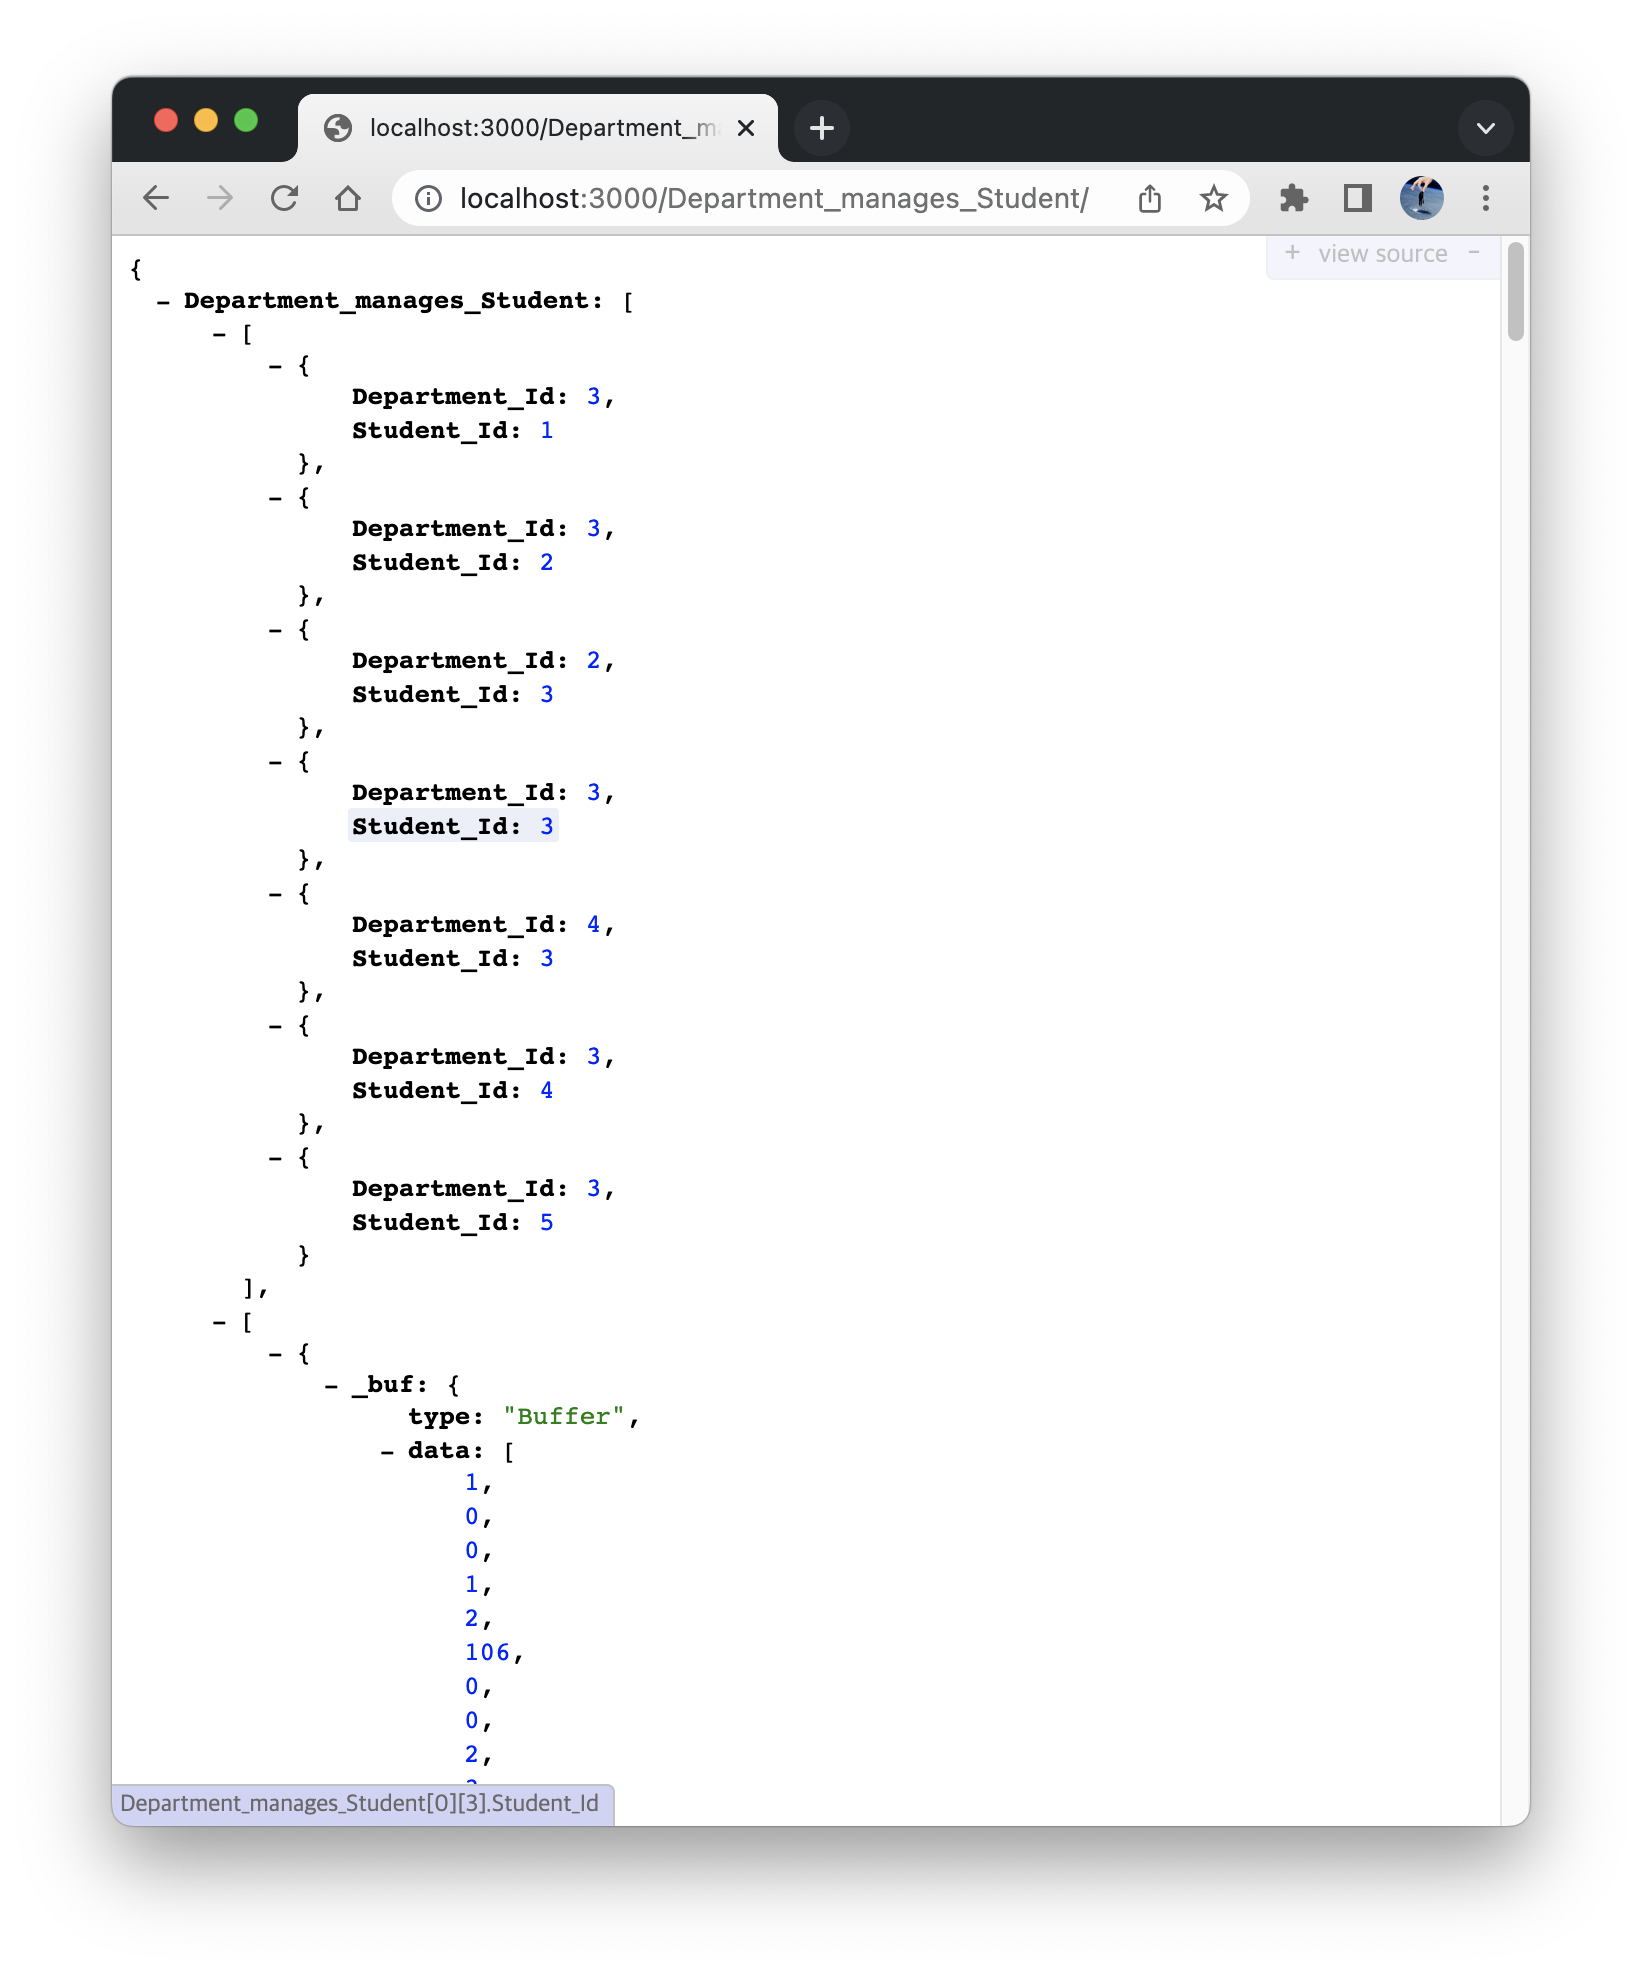 localhost:3000/Department_m
localhost:3000/Department_manages_Student/
+ view source -
{
- Department_manages_Student: [
- [
- {
Department_Id: 3,
Student_Id: 1
},
- {
Department_Id: 3,
Student_Id: 2
},
- {
Department_Id: 2,
Student_Id: 3
},
- {
Department_Id: 3,
Student_Id: 3
},
- {
Department_Id: 4,
Student_Id: 3
},
- {
Department_Id: 3,
Student_Id: 4
},
- {
Department_Id: 3,
Student_Id: 5
}
],
- [
- {
- _buf: {
type: "Buffer",
- data: [
1,
0,
0,
1,
2,
106,
0,
0,
2,
Department_manages_Student[0][3].Student_Id